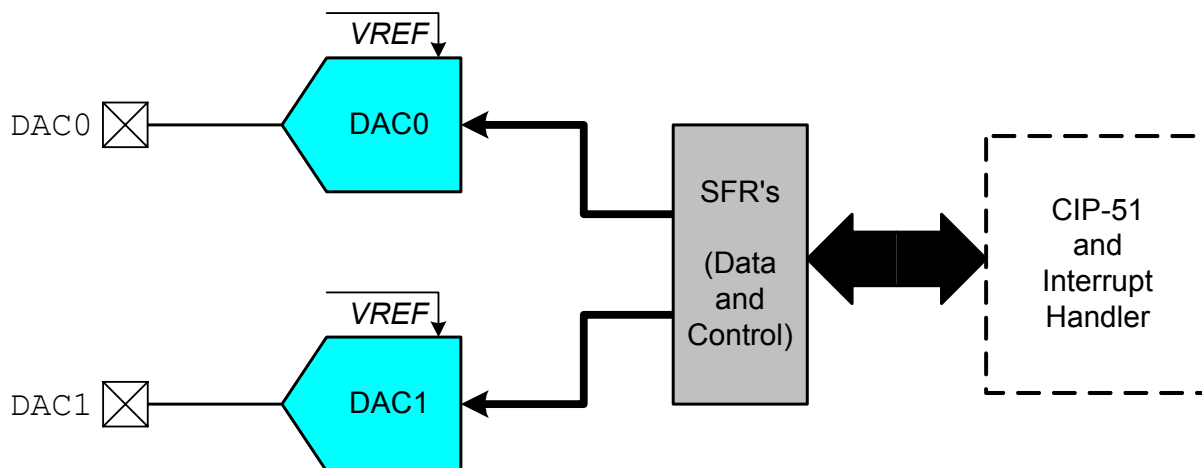 VREF
DAC0
DAC0
SFR's
(Data
and
Control)
CIP-51
and
Interrupt
Handler
VREF
DAC1
DAC1